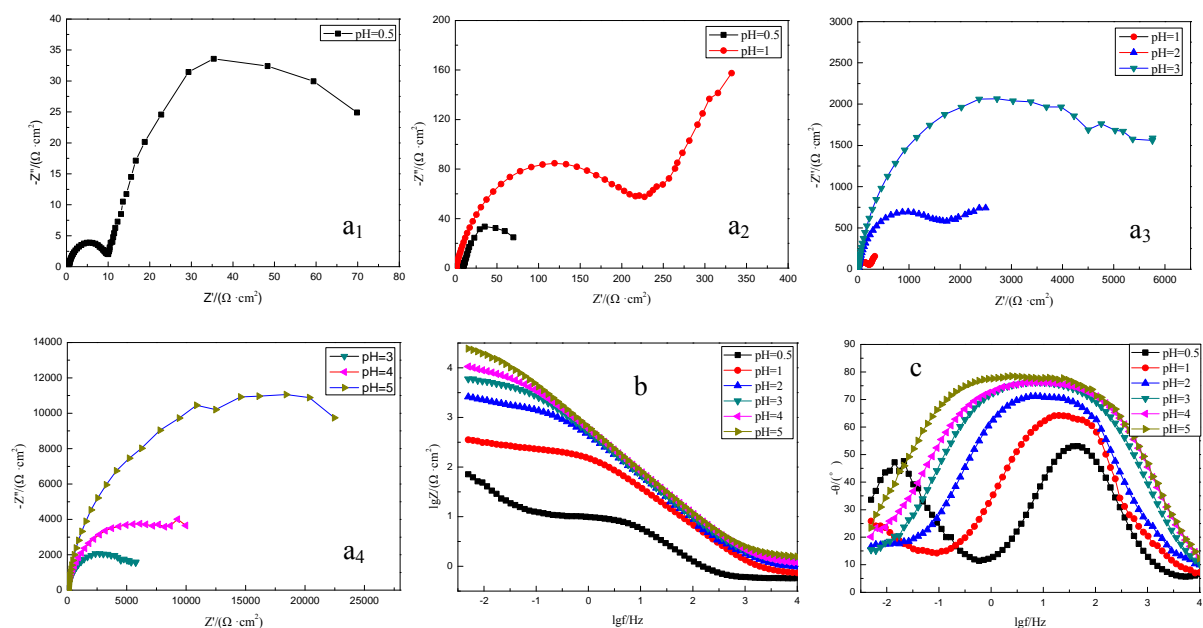 -Z''/(Ω ·cm²)
40
35
30
25
20
15
10
5
0
pH=0.5
a₁
0 10 20 30 40 50 60 70 80
Z'/(Ω ·cm²)
-Z''/(Ω ·cm²)
200
160
120
80
40
0
pH=0.5
pH=1
a₂
0 50 100 150 200 250 300 350 400
Z'/(Ω ·cm²)
-Z''/(Ω ·cm²)
3000
2750
2500
2250
2000
1750
1500
1250
1000
750
500
250
0
pH=1
pH=2
pH=3
a₃
0 1000 2000 3000 4000 5000 6000
Z'/(Ω ·cm²)
-Z''/(Ω ·cm²)
14000
12000
10000
8000
6000
4000
2000
0
pH=3
pH=4
pH=5
a₄
0 5000 10000 15000 20000 25000
Z'/(Ω ·cm²)
lgZ/(Ω ·cm²)
4
2
0
b
pH=0.5
pH=1
pH=2
pH=3
pH=4
pH=5
-2 -1 0 1 2 3 4
lgf/Hz
-θ/(°)
90
80
70
60
50
40
30
20
10
0
c
pH=0.5
pH=1
pH=2
pH=3
pH=4
pH=5
-2 -1 0 1 2 3 4
lgf/Hz